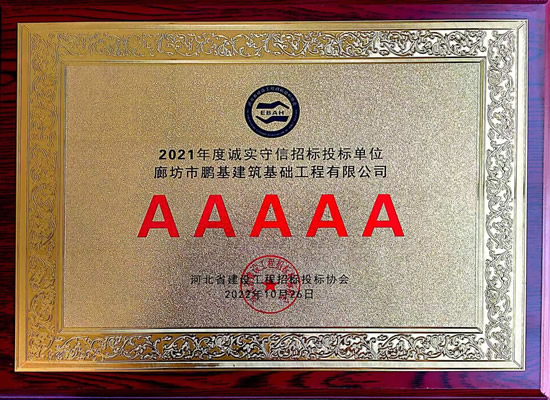 EBAH
2021年度诚实守信招标投标单位
廊坊市鹏基建筑基础工程有限公司
AAAAA
河北省建设工程招标投标协会
2022年10月26日